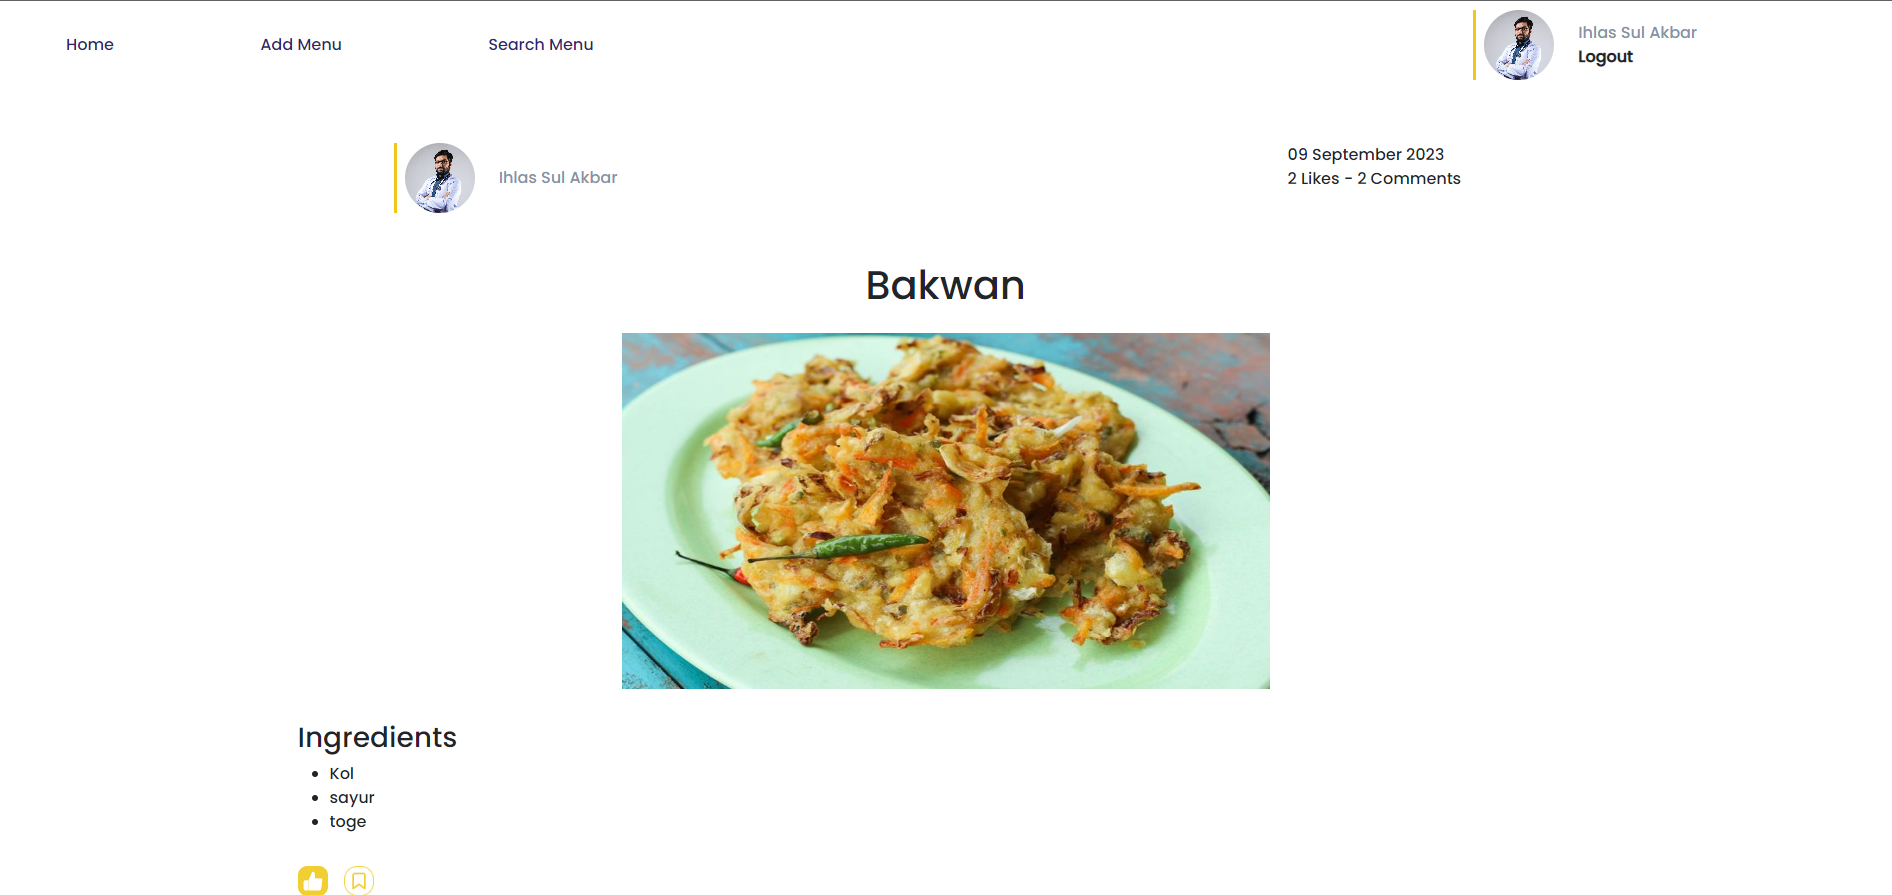 Home
Add Menu
Search Menu
Ihlas Sul Akbar
Logout
Ihlas Sul Akbar
09 September 2023
2 Likes - 2 Comments
Bakwan
Ingredients
Kol
sayur
toge